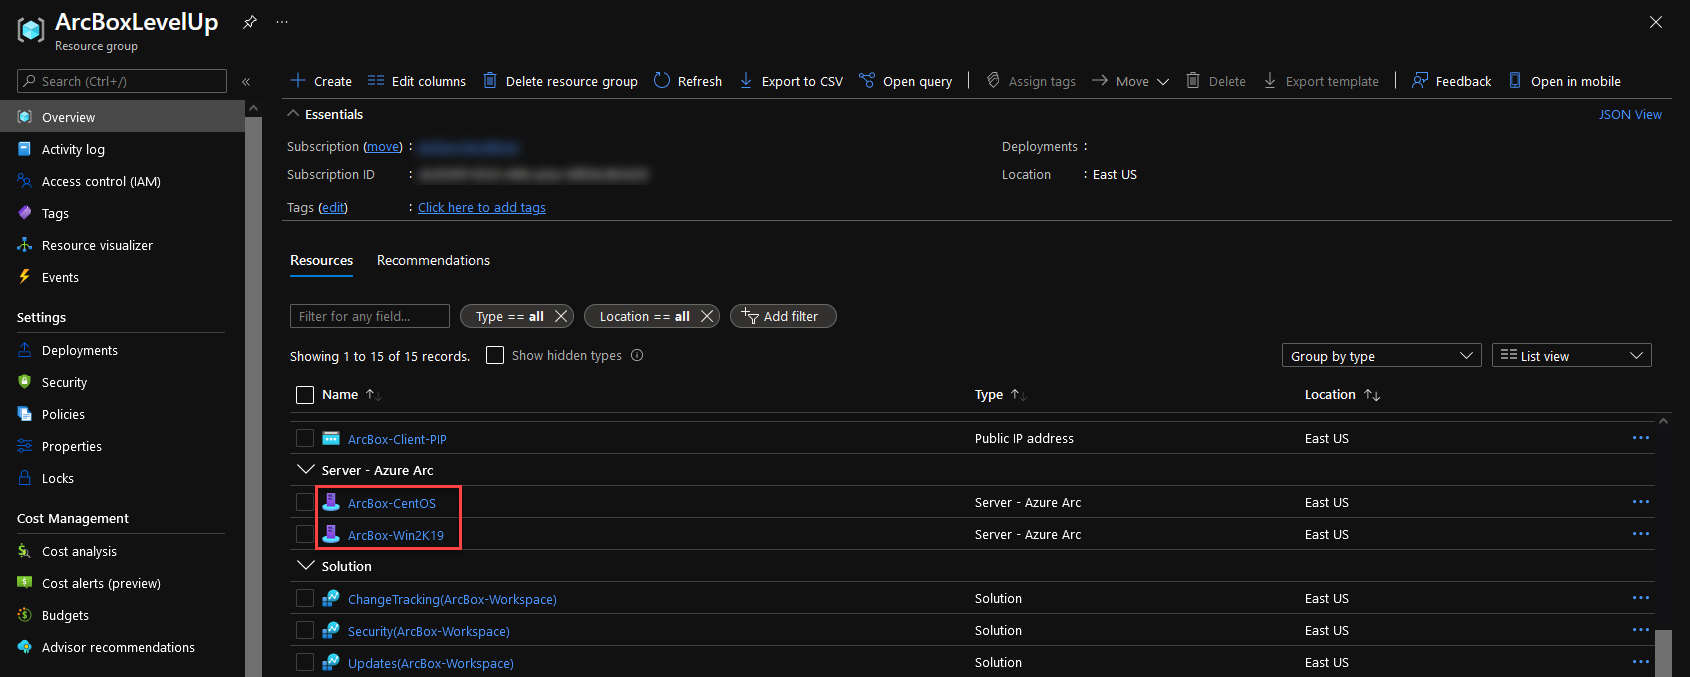 ArcBoxLevelUp
Resource group
Search (Ctrl+/)
Overview
Activity log
Access control (IAM)
Tags
Resource visualizer
Events
Settings
Deployments
Security
Policies
Properties
Locks
Cost Management
Cost analysis
Cost alerts (preview)
Budgets
Advisor recommendations
Create Edit columns Delete resource group Refresh Export to CSV Open query Assign tags Move Delete Export template Feedback Open in mobile
Essentials JSON View
Subscription (move) : Deployments :
Subscription ID : Location : East US
Tags (edit) : Click here to add tags
Resources Recommendations
Filter for any field... Type == all Location == all Add filter
Showing 1 to 15 of 15 records. Show hidden types Group by type List view
Name Type Location
ArcBox-Client-PIP Public IP address East US
Server - Azure Arc
ArcBox-CentOS Server - Azure Arc East US
ArcBox-Win2K19 Server - Azure Arc East US
Solution
ChangeTracking(ArcBox-Workspace) Solution East US
Security(ArcBox-Workspace) Solution East US
Updates(ArcBox-Workspace) Solution East US